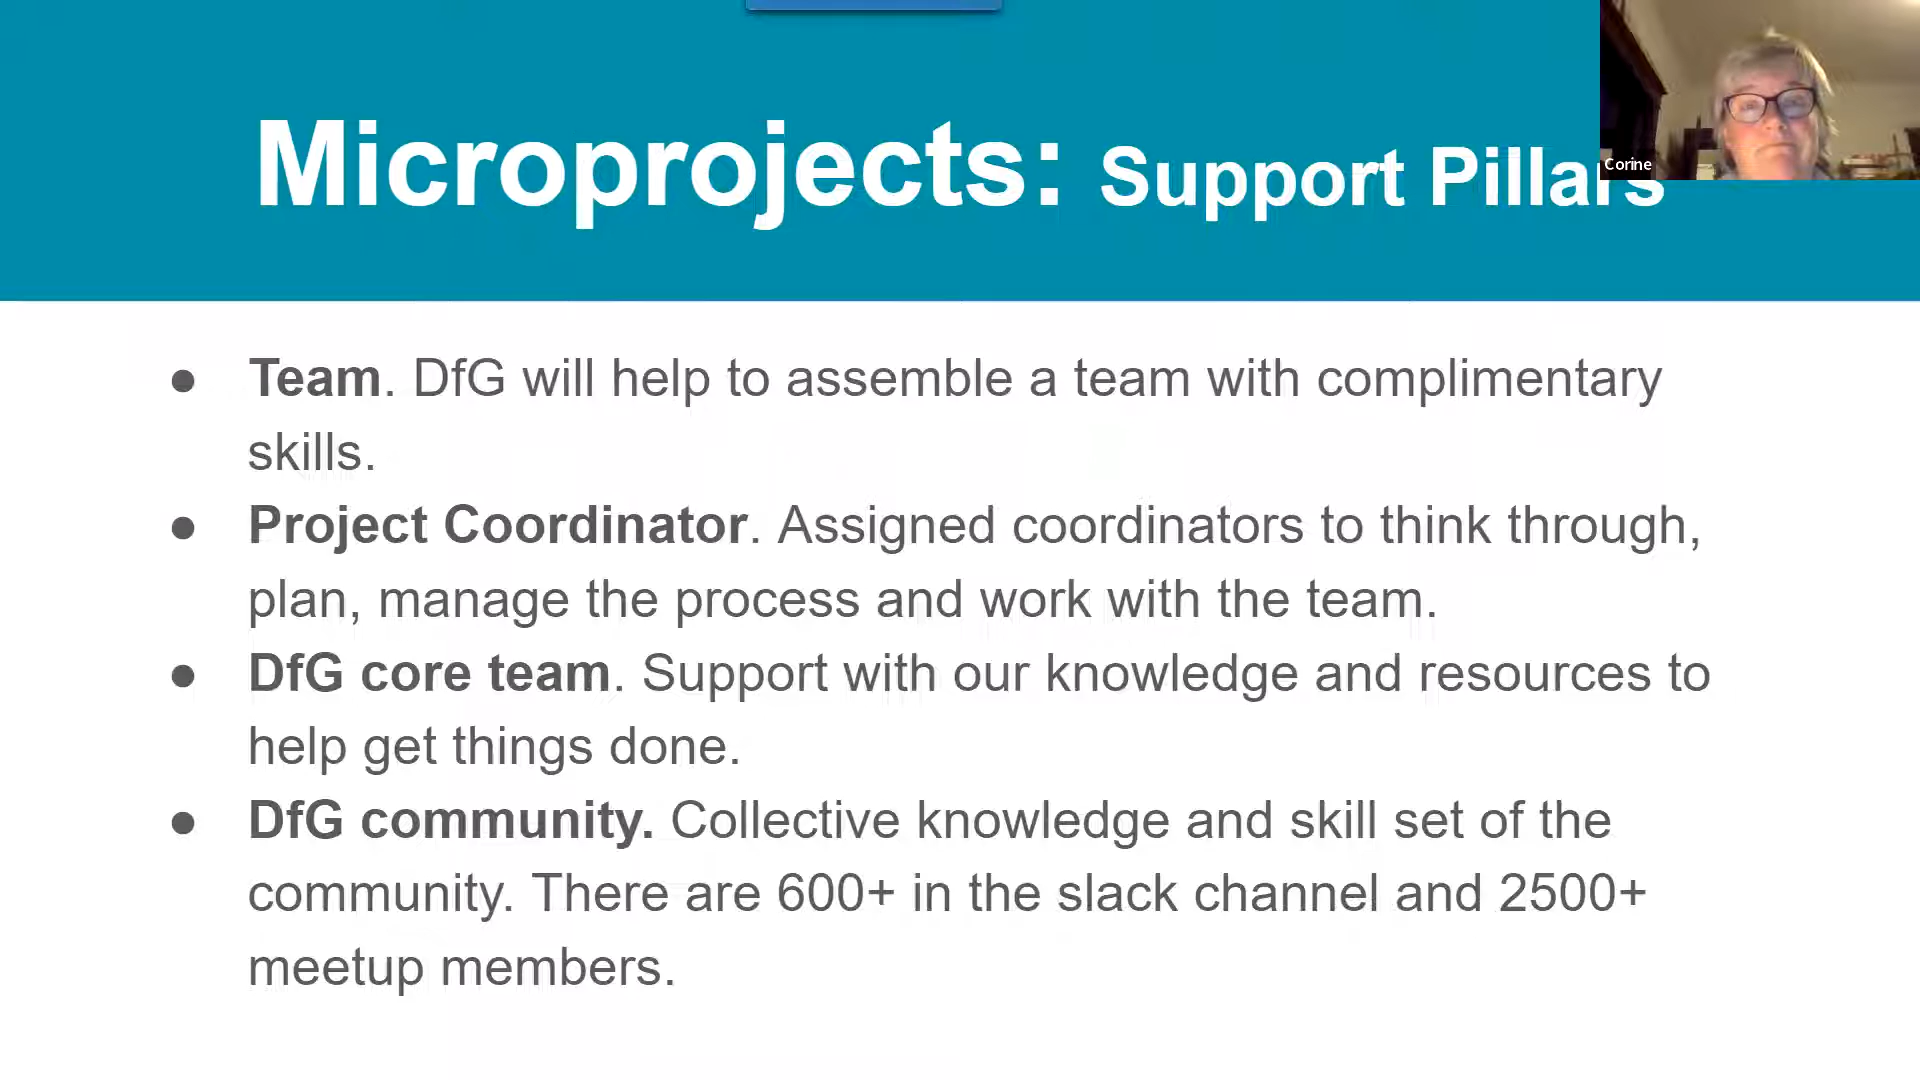 Microprojects: Support Pillars
Corine
● Team. DfG will help to assemble a team with complimentary
skills.
● Project Coordinator. Assigned coordinators to think through,
plan, manage the process and work with the team.
● DfG core team. Support with our knowledge and resources to
help get things done.
● DfG community. Collective knowledge and skill set of the
community. There are 600+ in the slack channel and 2500+
meetup members.